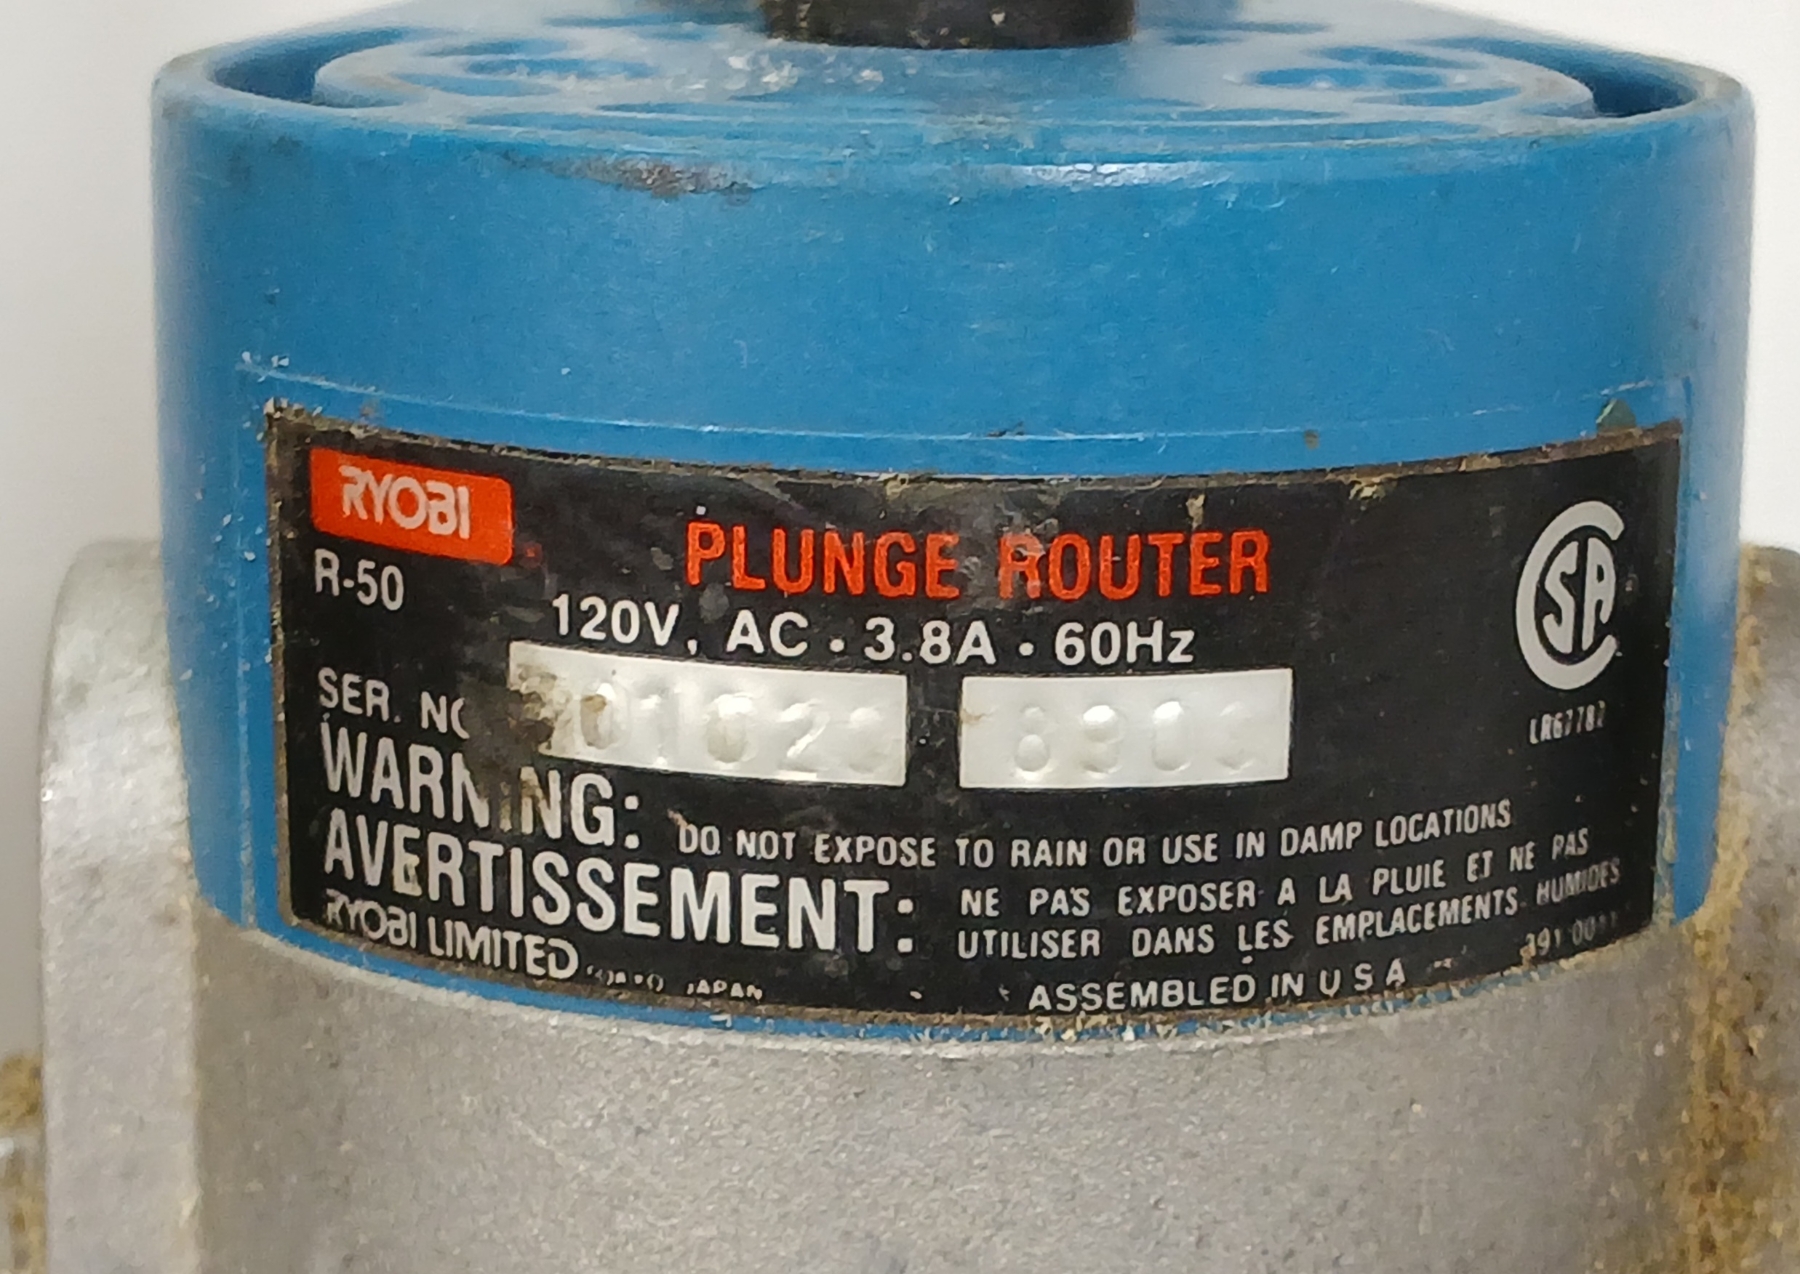 RYOBI
R-50
PLUNGE ROUTER
120V, AC · 3.8A · 60Hz
SER. NO
WARNING: DO NOT EXPOSE TO RAIN OR USE IN DAMP LOCATIONS
AVERTISSEMENT: NE PAS EXPOSER A LA PLUIE ET NE PAS
UTILISER DANS LES EMPLACEMENTS HUMIDES
RYOBI LIMITED JAPAN
ASSEMBLED IN U S A
SA